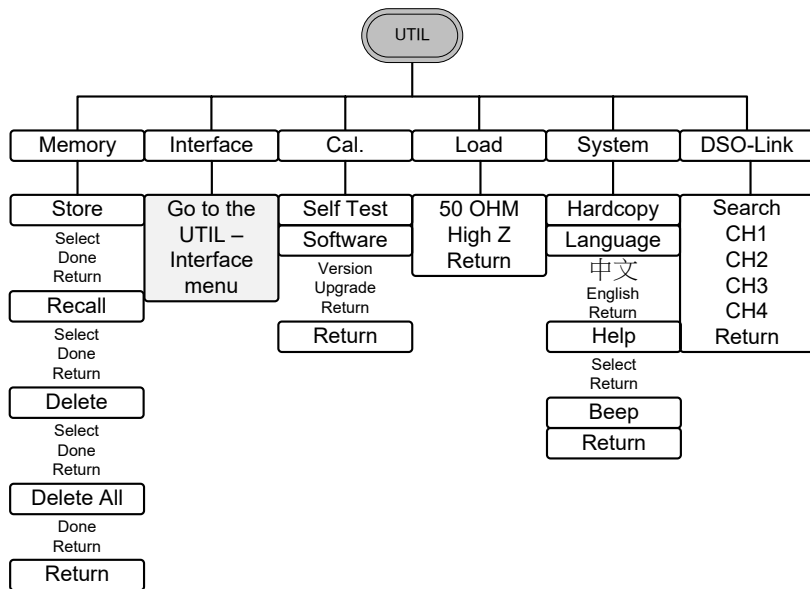 UTIL
Memory
Interface
Cal.
Load
System
DSO-Link
Store
Select
Done
Return
Recall
Select
Done
Return
Delete
Select
Done
Return
Delete All
Done
Return
Return
Go to the
UTIL –
Interface
menu
Self Test
Software
Version
Upgrade
Return
Return
50 OHM
High Z
Return
Hardcopy
Language
中文
English
Return
Help
Select
Return
Beep
Return
Search
CH1
CH2
CH3
CH4
Return